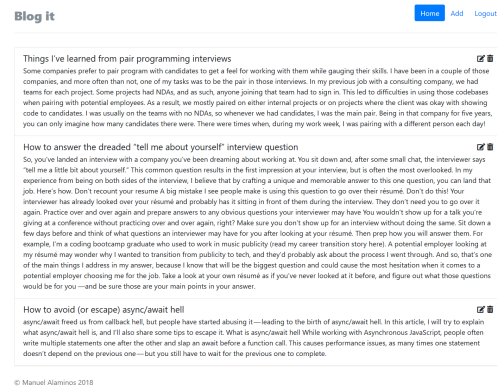 Blog it
Home Add Logout
Things I've learned from pair programming interviews
Some companies prefer to pair program with candidates to get a feel for working with them while gauging their skills. I have been in a couple of those
companies, and more often than not, one of my tasks was to be the pair in those interviews. In my previous job with a consulting company, we had
teams for each project. Some projects had NDAs, and as such, anyone joining that team had to sign in. This led to difficulties in using those codebases
when pairing with potential employees. As a result, we mostly paired on either internal projects or on projects where the client was okay with showing
code to candidates. I was usually on the teams with no NDAs, so whenever we had candidates, I was the main pair. Being in that company for five years,
you can only imagine how many candidates there were. There were times when, during my work week, I was pairing with a different person each day!
How to answer the dreaded "tell me about yourself" interview question
So, you've landed an interview with a company you've been dreaming about working at. You sit down and, after some small chat, the interviewer says
"tell me a little bit about yourself." This common question results in the first impression at your interview, but is often the most overlooked. In my
experience from being on both sides of the interview, I believe that by crafting a unique and memorable answer to this one question, you can land that
job. Here's how. Don't recount your resume A big mistake I see people make is using this question to go over their résumé. Don't do this! Your
interviewer has already looked over your résumé and probably has it sitting in front of them during the interview. They don't need you to go over it
again. Practice over and over again and prepare answers to any obvious questions your interviewer may have You wouldn't show up for a talk you're
giving at a conference without practicing over and over again, right? Make sure you don't show up for an interview without doing the same. Sit down a
few days before and think of what questions an interviewer may have for you after looking at your résumé. Then prep how you will answer them. For
example, I'm a coding bootcamp graduate who used to work in music publicity (read my career transition story here). A potential employer looking at
my résumé may wonder why I wanted to transition from publicity to tech, and they'd probably ask about the process I went through. And so, that's one
of the main things I address in my answer, because I know that will be the biggest question and could cause the most hesitation when it comes to a
potential employer choosing me for the job. Take a look at your own résumé as if you've never looked at it before, and figure out what those questions
would be for you —and be sure those are your main points in your answer.
How to avoid (or escape) async/await hell
async/await freed us from callback hell, but people have started abusing it — leading to the birth of async/await hell. In this article, I will try to explain
what async/await hell is, and I'll also share some tips to escape it. What is async/await hell While working with Asynchronous JavaScript, people often
write multiple statements one after the other and slap an await before a function call. This causes performance issues, as many times one statement
doesn't depend on the previous one — but you still have to wait for the previous one to complete.
© Manuel Alaminos 2018